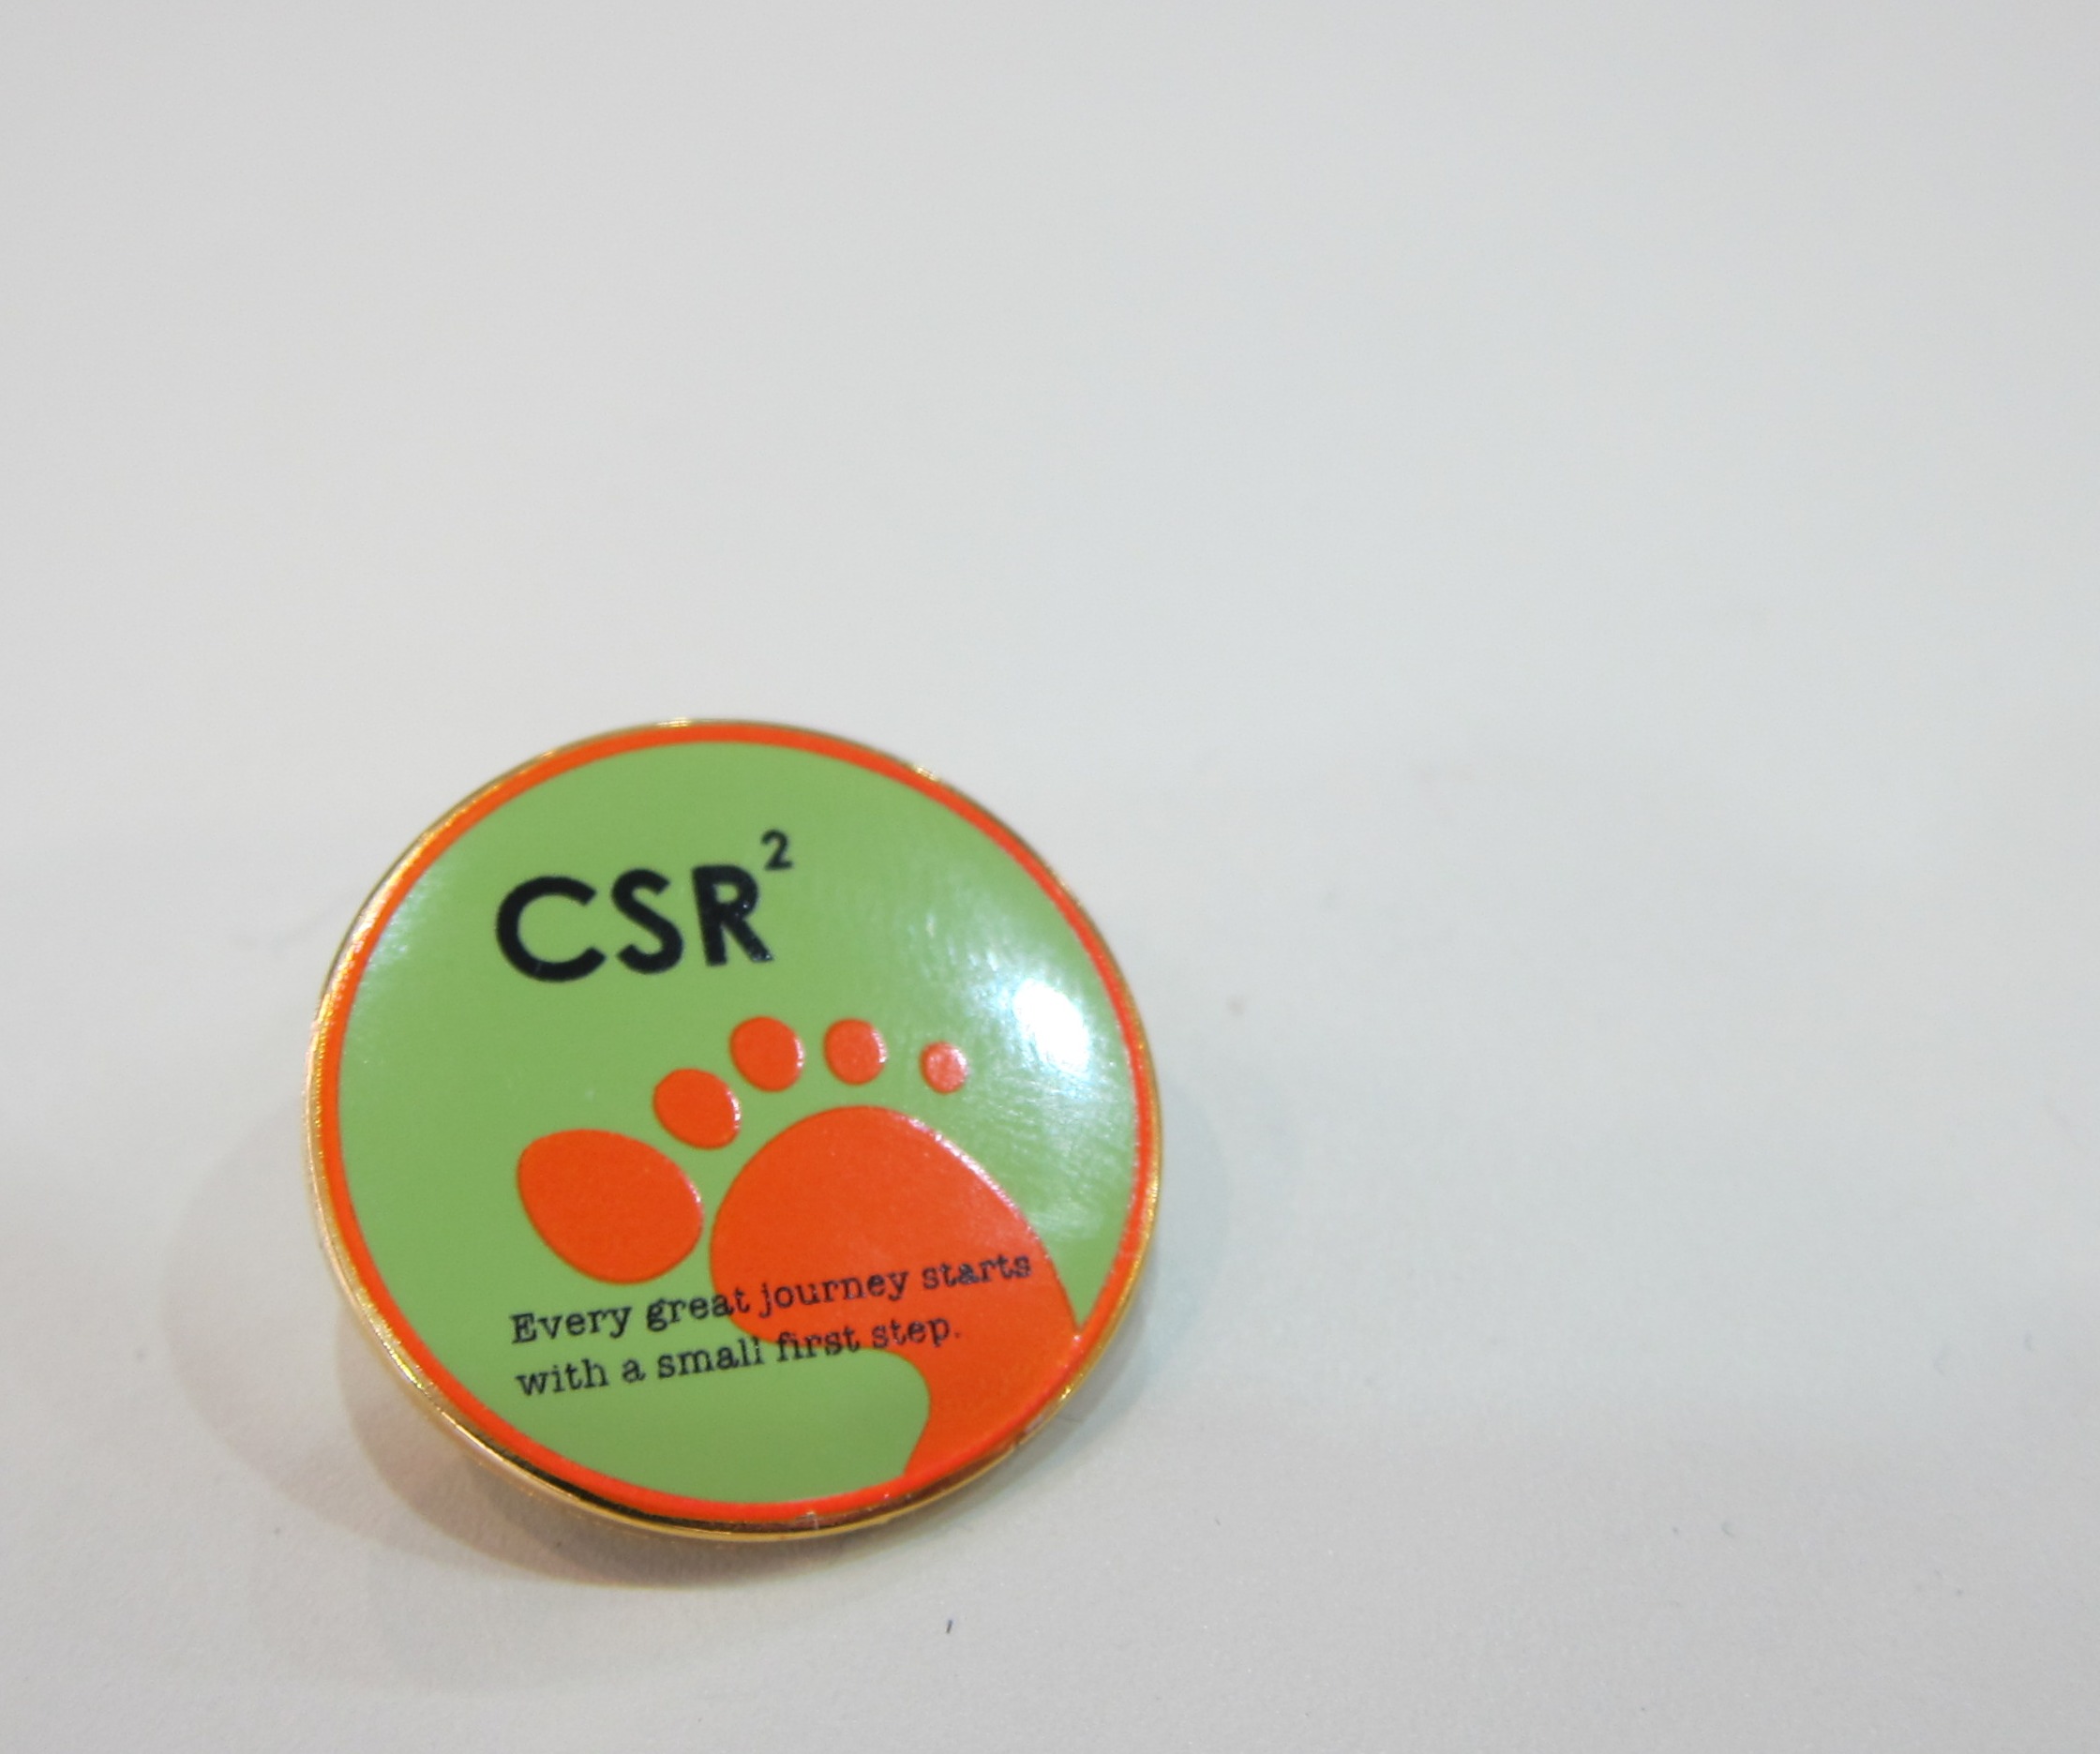 CSR²
Every great journey starts
with a small first step.